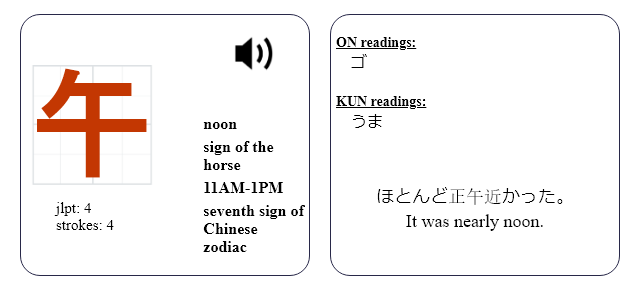 午
jlpt: 4
strokes: 4
noon
sign of the
horse
11AM-1PM
seventh sign of
Chinese
zodiac
ON readings:
ゴ
KUN readings:
うま
ほとんど正午近かった。
It was nearly noon.